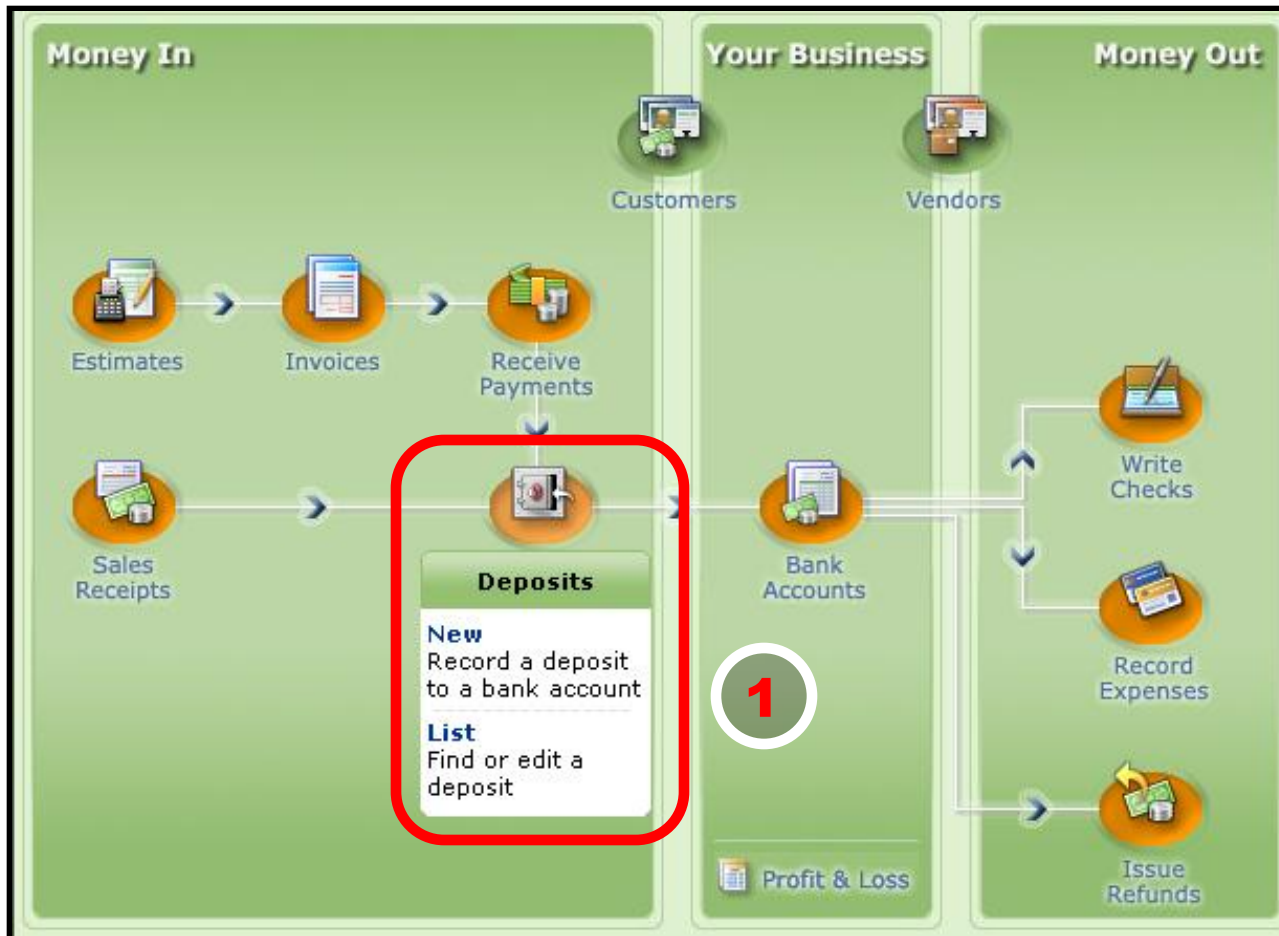 Money In
Your Business
Money Out
Customers
Vendors
Estimates
Invoices
Receive
Payments
Write
Checks
Sales
Receipts
Deposits
New
Record a deposit
to a bank account
List
Find or edit a
deposit
Bank
Accounts
1
Record
Expenses
Profit & Loss
Issue
Refunds